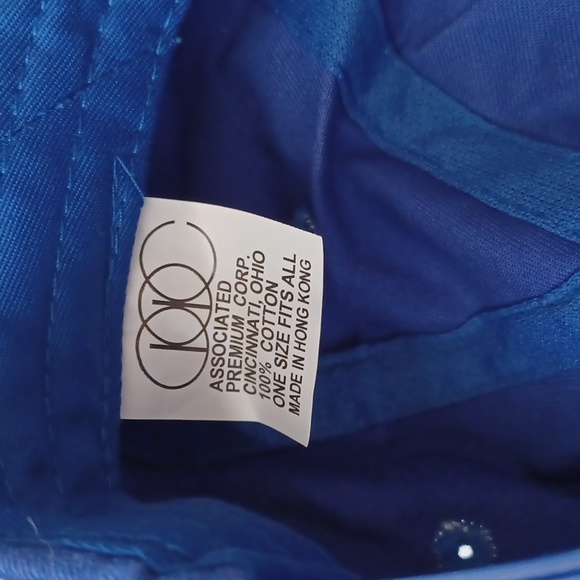 ASSOCIATED
PREMIUM CORP.
CINCINNATI, OHIO
100% COTTON
ONE SIZE FITS ALL
MADE IN HONG KONG